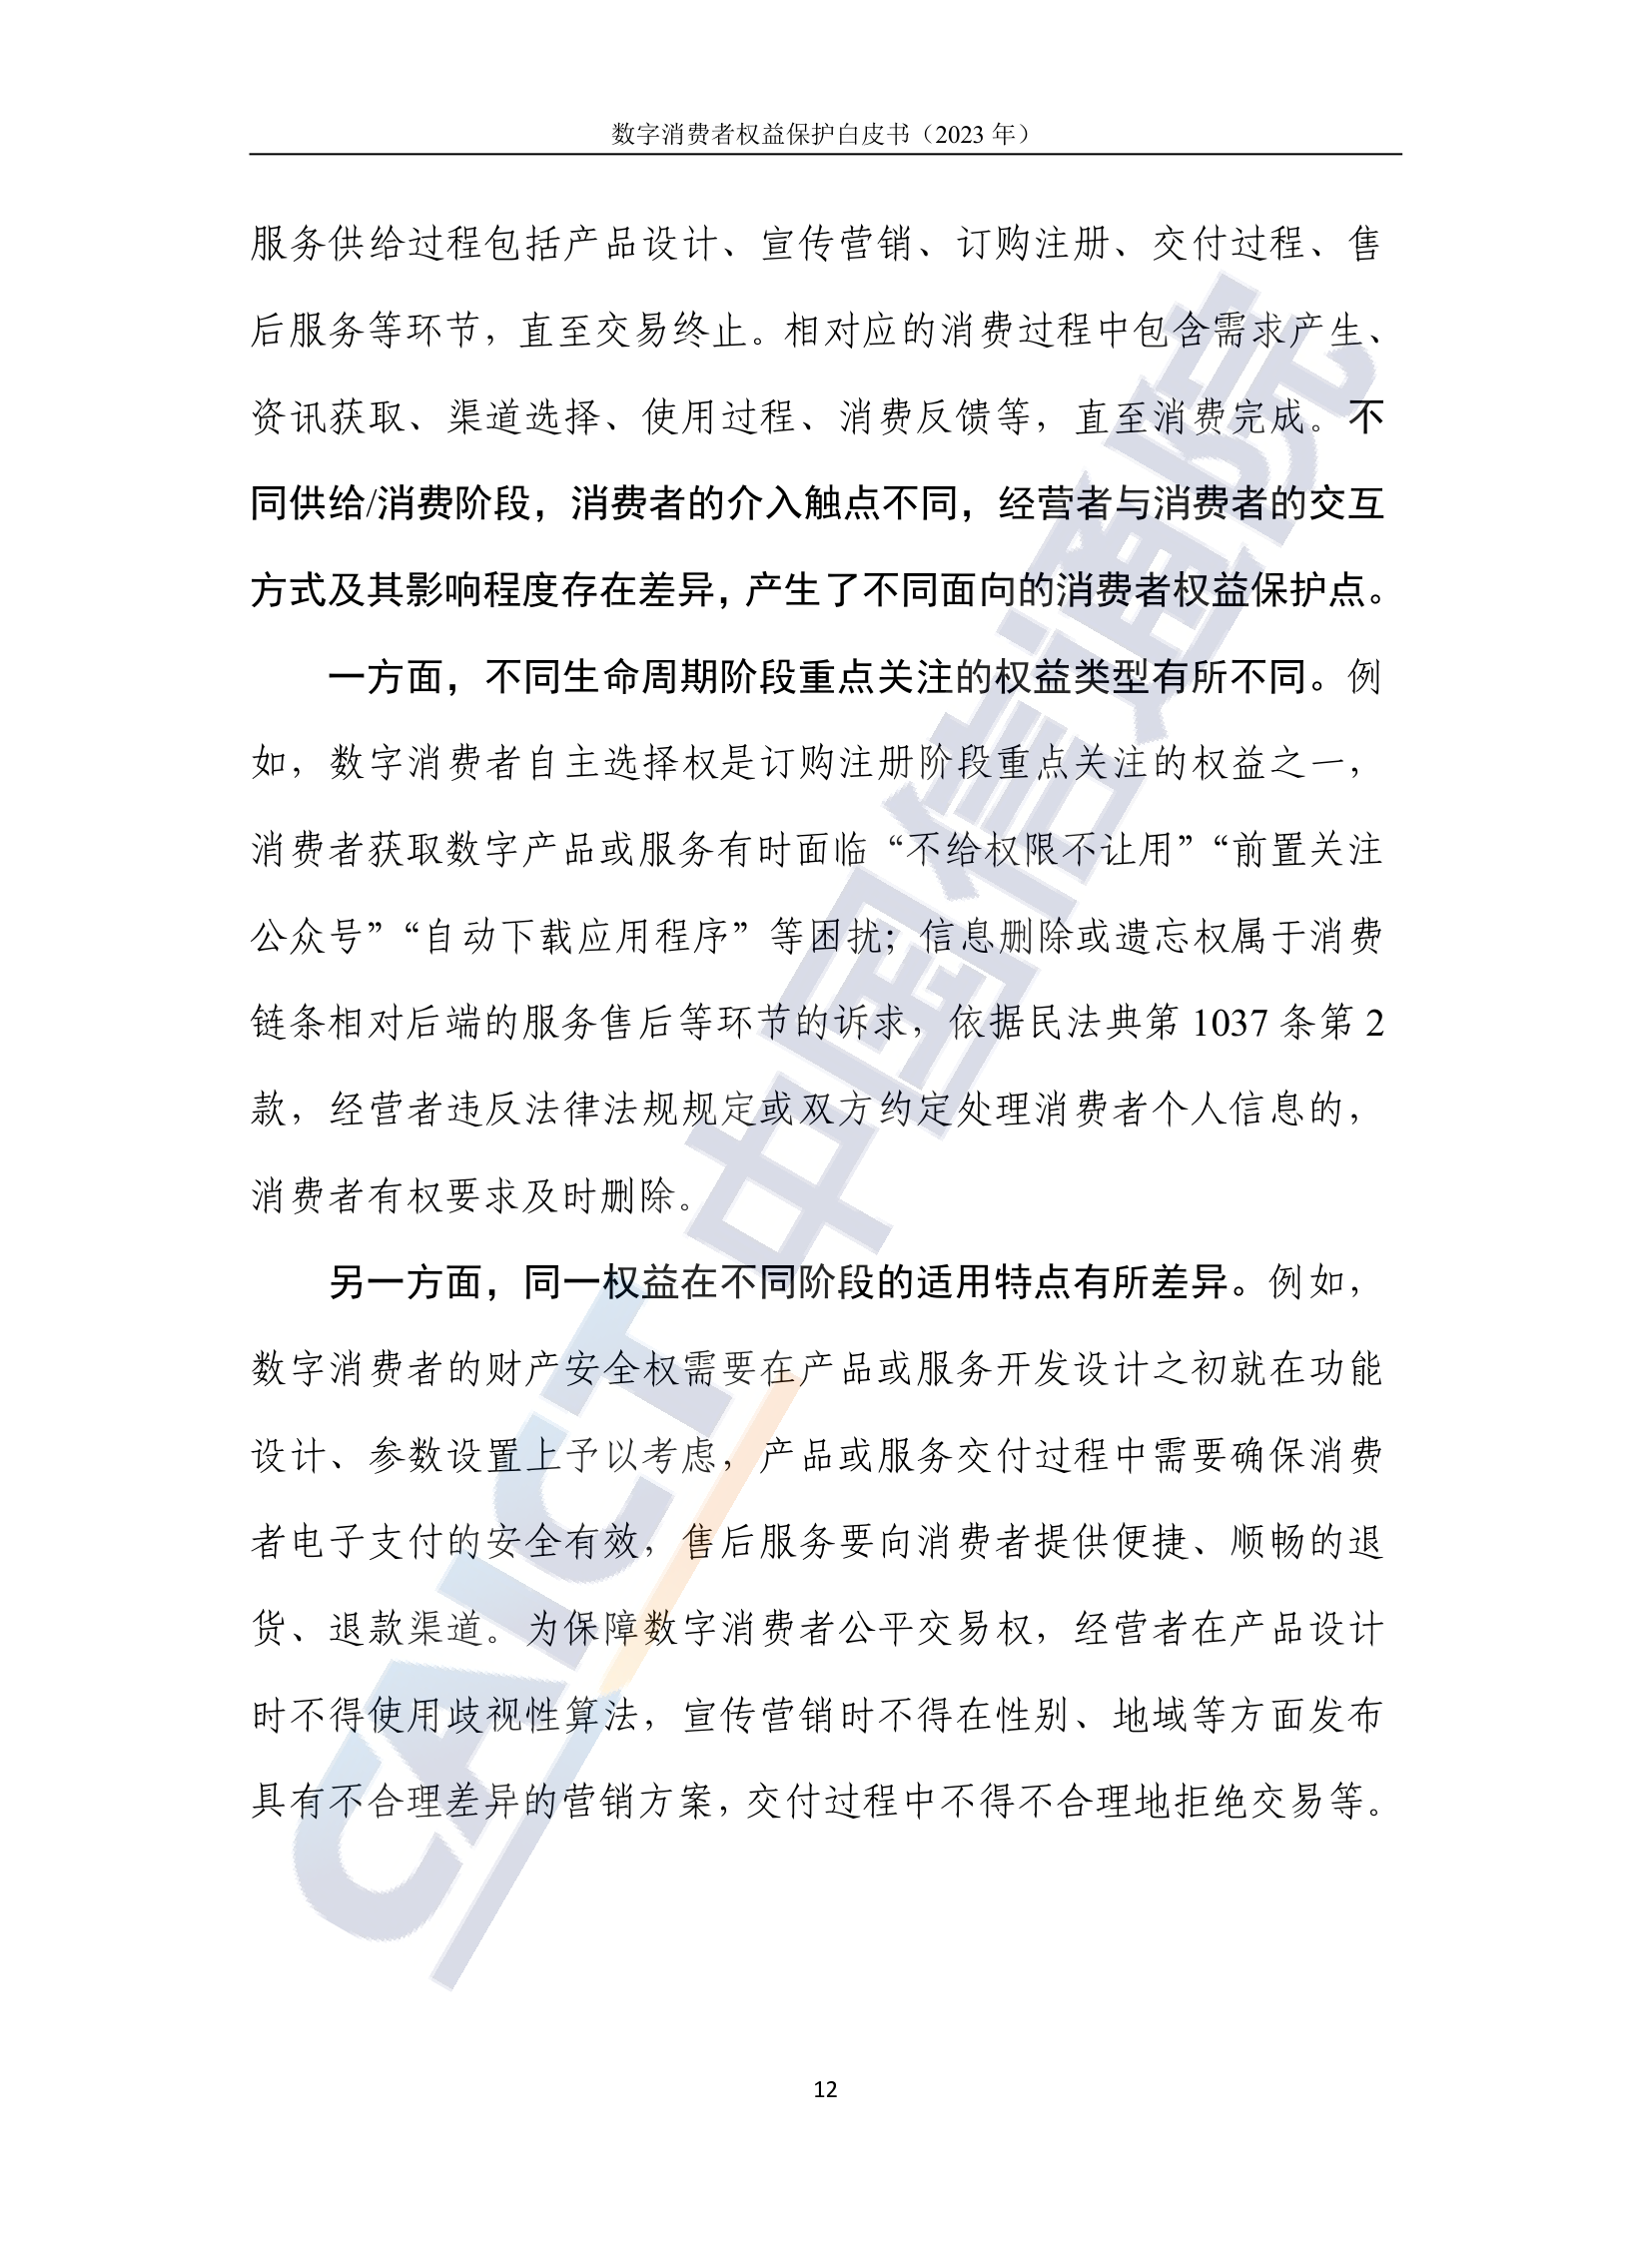 数字消费者权益保护白皮书（2023 年）
服务供给过程包括产品设计、宣传营销、订购注册、交付过程、售
后服务等环节，直至交易终止。相对应的消费过程中包含需求产生、
资讯获取、渠道选择、使用过程、消费反馈等，直至消费完成。不
同供给/消费阶段，消费者的介入触点不同，经营者与消费者的交互
方式及其影响程度存在差异，产生了不同面向的消费者权益保护点。
一方面，不同生命周期阶段重点关注的权益类型有所不同。例
如，数字消费者自主选择权是订购注册阶段重点关注的权益之一，
消费者获取数字产品或服务有时面临“不给权限不让用”“前置关注
公众号”“自动下载应用程序”等困扰；信息删除或遗忘权属于消费
链条相对后端的服务售后等环节的诉求，依据民法典第 1037 条第 2
款，经营者违反法律法规规定或双方约定处理消费者个人信息的，
消费者有权要求及时删除。
另一方面，同一权益在不同阶段的适用特点有所差异。例如，
数字消费者的财产安全权需要在产品或服务开发设计之初就在功能
设计、参数设置上予以考虑，产品或服务交付过程中需要确保消费
者电子支付的安全有效，售后服务要向消费者提供便捷、顺畅的退
货、退款渠道。为保障数字消费者公平交易权，经营者在产品设计
时不得使用歧视性算法，宣传营销时不得在性别、地域等方面发布
具有不合理差异的营销方案，交付过程中不得不合理地拒绝交易等。
CAICT 中国信通院
12